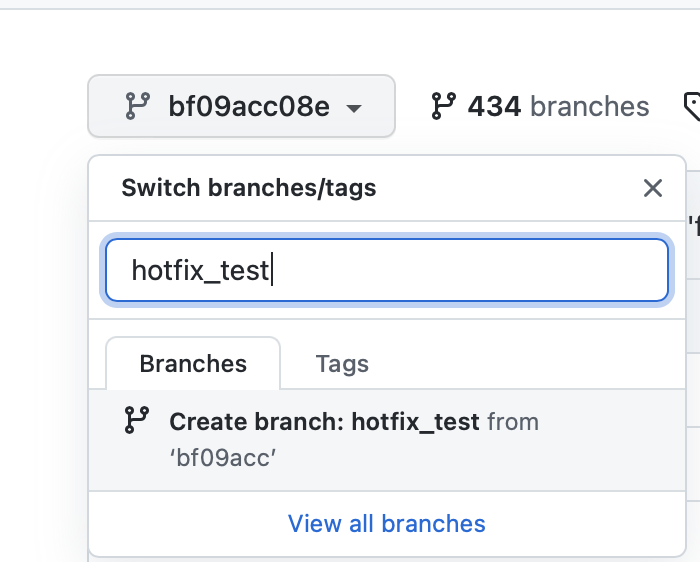 bf09acc08e 434 branches
Switch branches/tags
hotfix_test
Branches Tags
Create branch: hotfix_test from
‘bf09acc’
View all branches